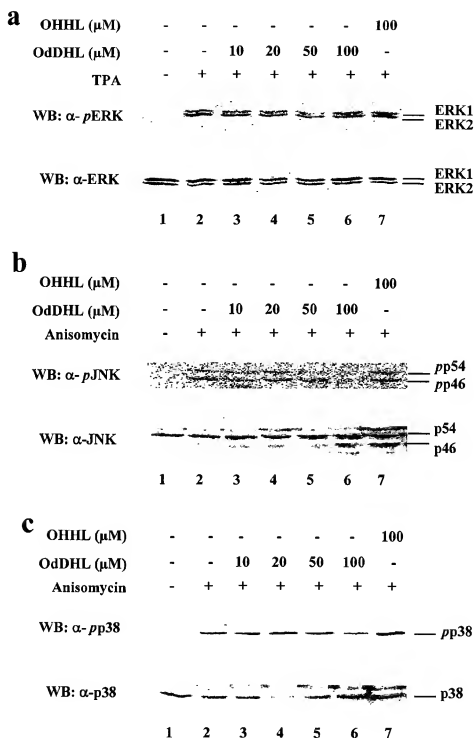 a
OHHL (µM) - - - - - - 100
OdDHL (µM) - - 10 20 50 100 -
TPA - + + + + + +
WB: α- pERK
ERK1
ERK2
WB: α-ERK
ERK1
ERK2
1 2 3 4 5 6 7
b
OHHL (µM) - - - - - - 100
OdDHL (µM) - - 10 20 50 100 -
Anisomycin - + + + + + +
WB: α- pJNK
pp54
pp46
WB: α-JNK
p54
p46
1 2 3 4 5 6 7
c
OHHL (µM) - - - - - - 100
OdDHL (µM) - - 10 20 50 100 -
Anisomycin - + + + + + +
WB: α- pp38
pp38
WB: α-p38
p38
1 2 3 4 5 6 7